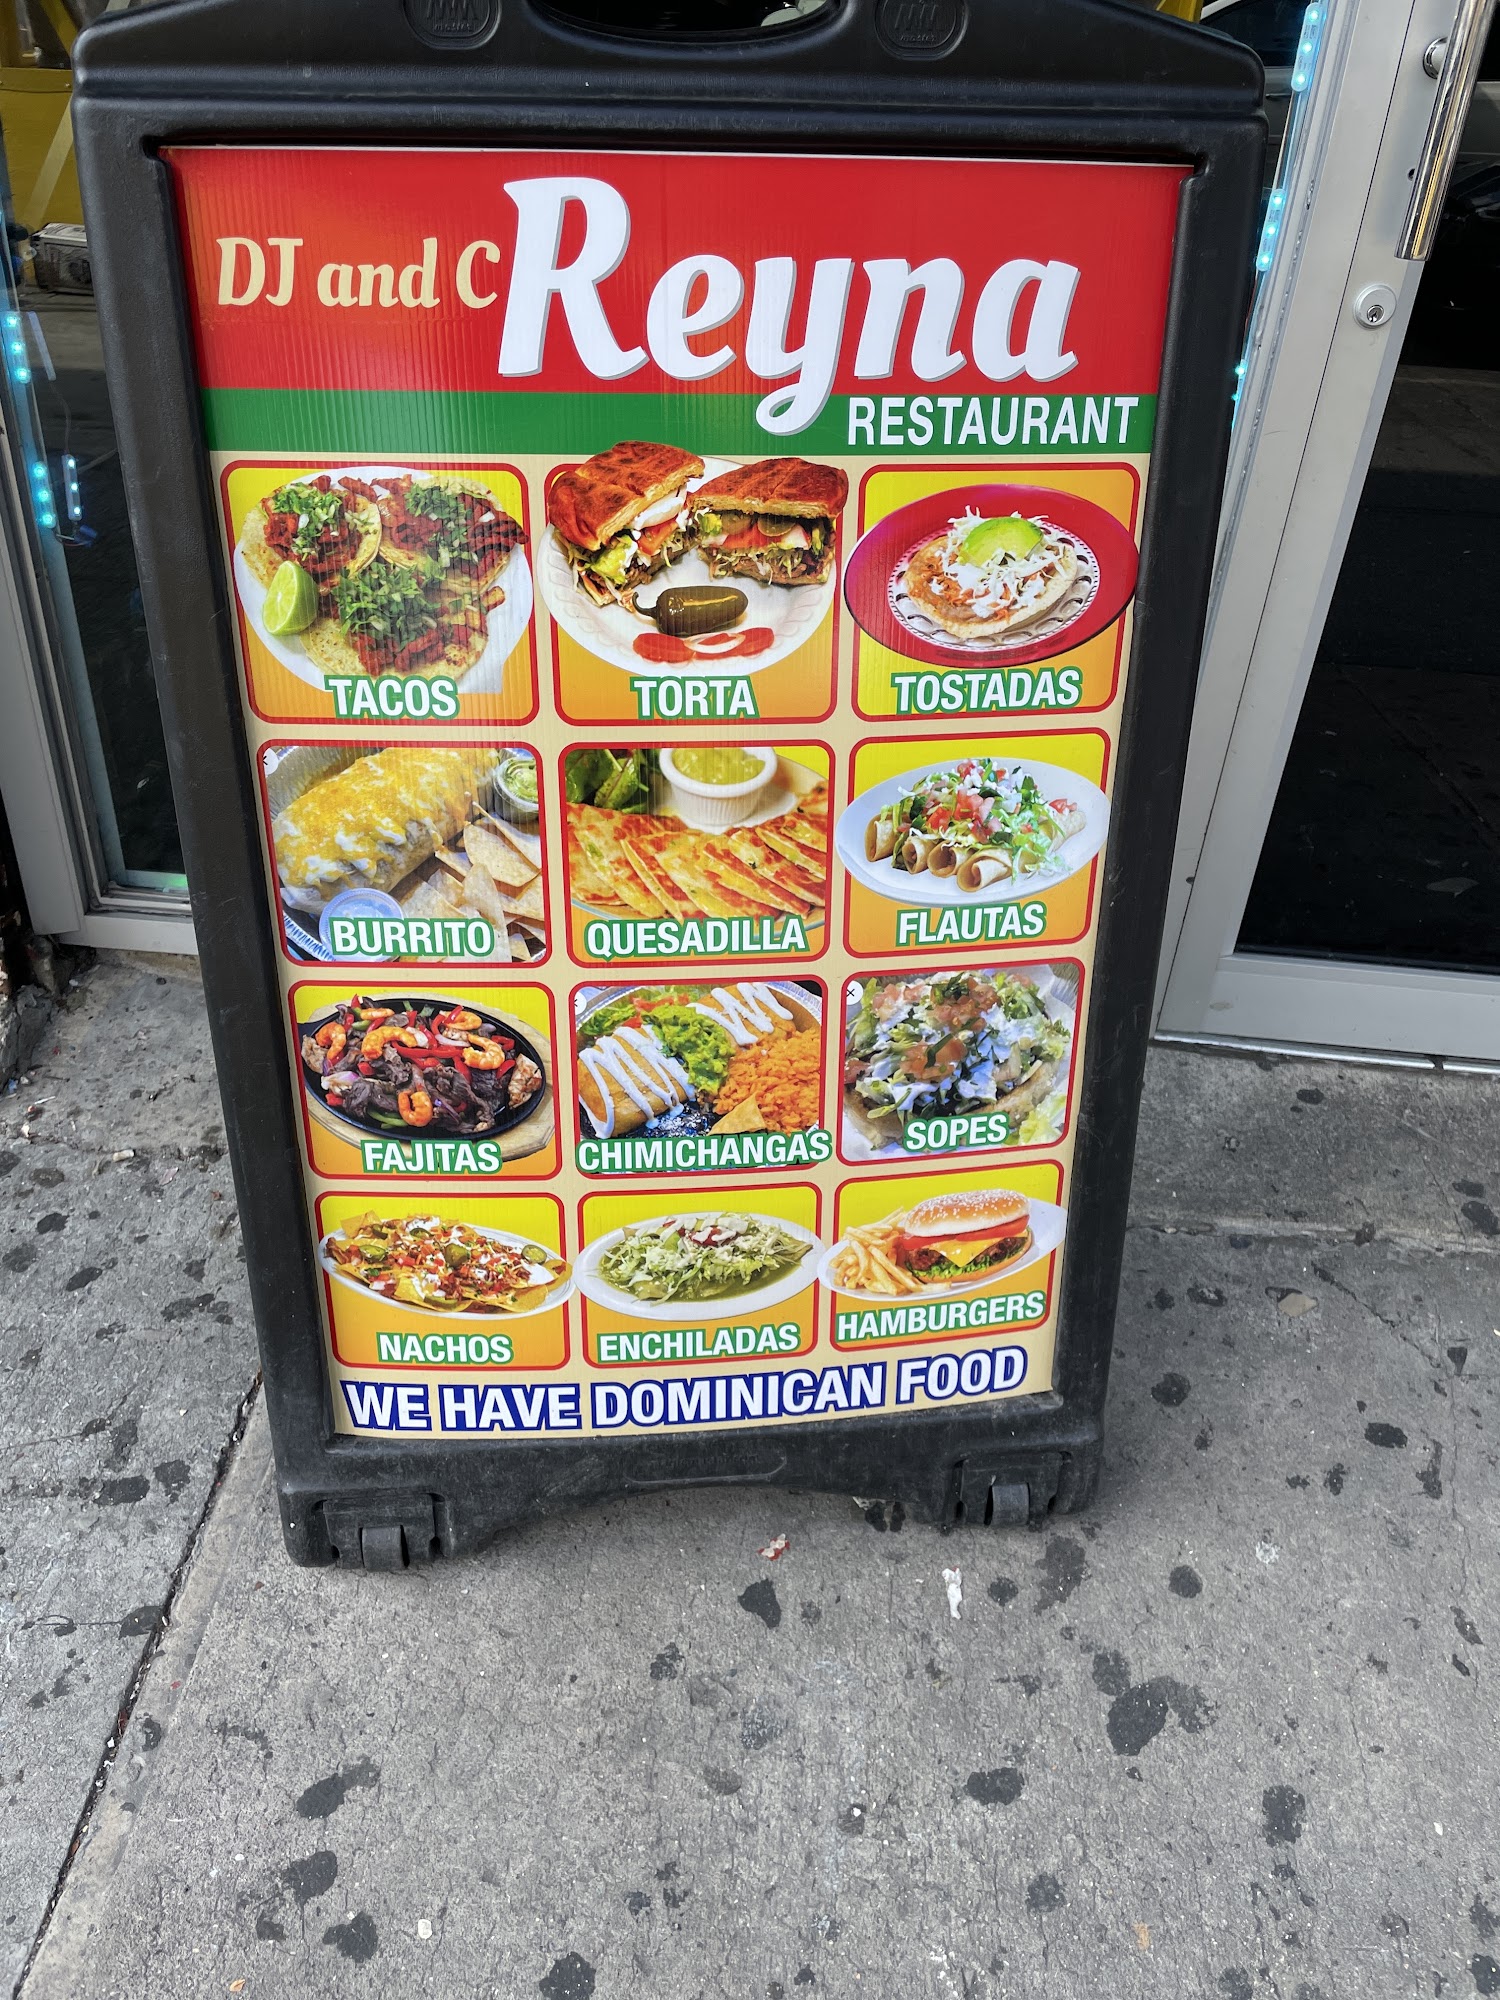 DJ and C Reyna
RESTAURANT
TACOS
TORTA
TOSTADAS
BURRITO
QUESADILLA
FLAUTAS
FAJITAS
CHIMICHANGAS
SOPES
NACHOS
ENCHILADAS
HAMBURGERS
WE HAVE DOMINICAN FOOD